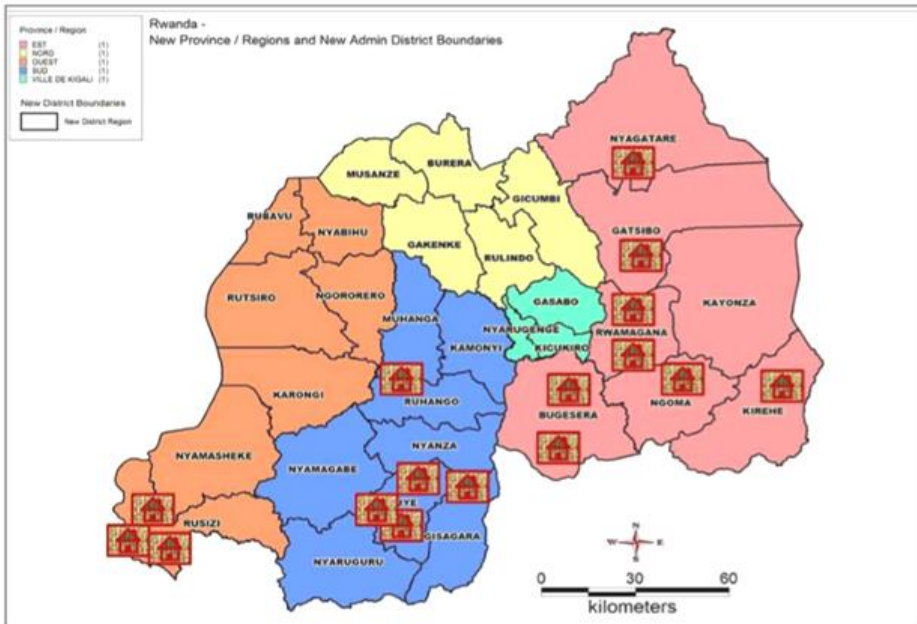 Rwanda -
New Province / Regions and New Admin District Boundaries
Province / Region
EST (1)
NORD (1)
OUEST (1)
SUD (1)
VILLE DE KIGALI (1)
New District Boundaries
New District Region
NYAGATARE
BURERA
MUSANZE
GICUMBI
RUBAVU
NYABIHU
GAKENKE
RULINDO
GATSIBO
RUTSIRO
NGORORERO
GASABO
KAYONZA
MUHANGA
NYARUGENGE
RWAMAGANA
KAMONYI
KICUKIRO
KARONGI
RUHANGO
BUGESERA
NGOMA
KIREHE
NYAMASHEKE
NYAMAGABE
NYANZA
YE
RUSIZI
GISAGARA
NYARUGURU
N
W E
S
0 30 60
kilometers